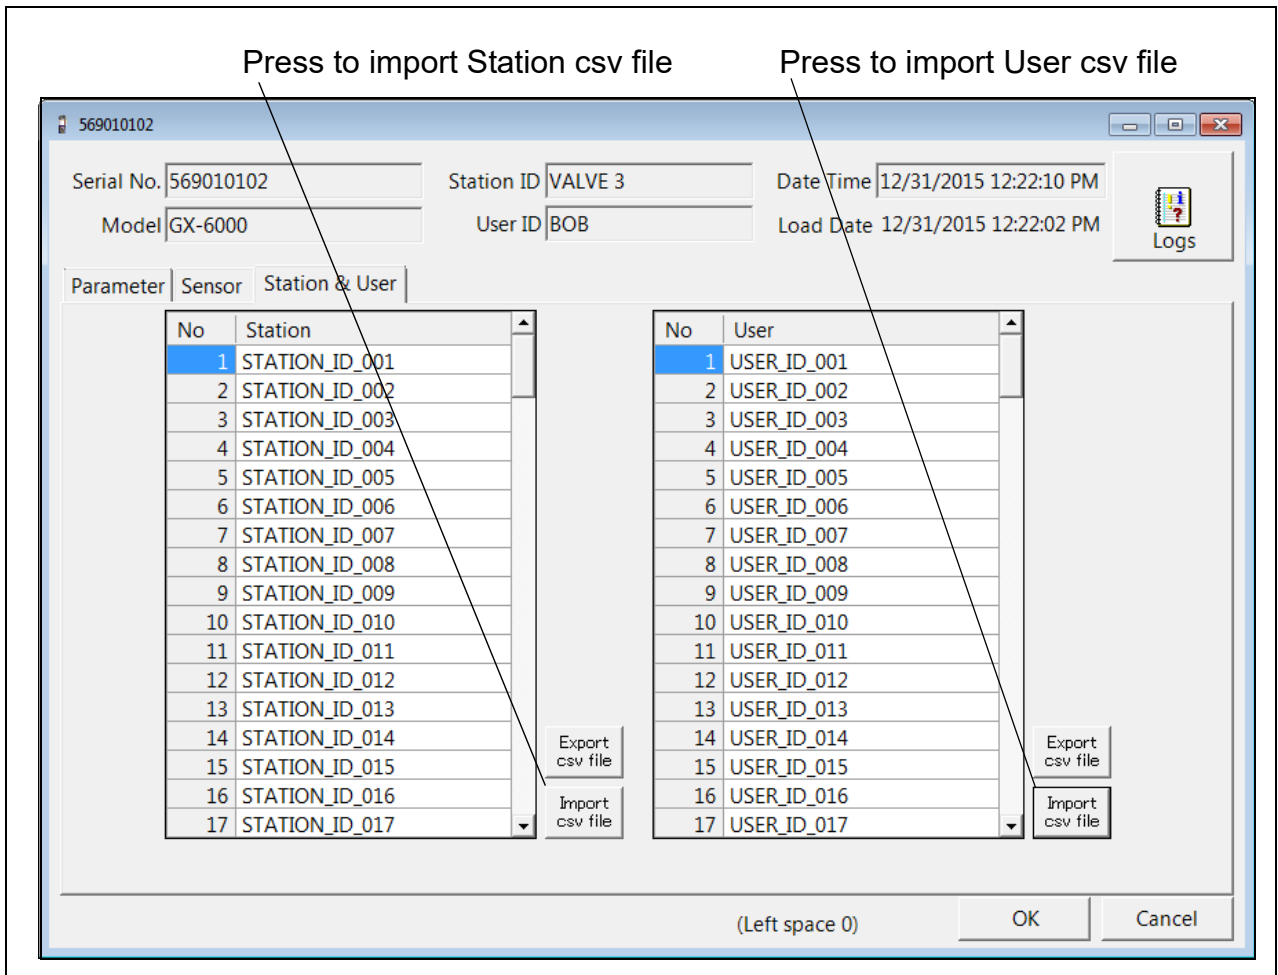 Press to import Station csv file Press to import User csv file
569010102
Serial No. 569010102 Station ID VALVE 3 Date Time 12/31/2015 12:22:10 PM
Model GX-6000 User ID BOB Load Date 12/31/2015 12:22:02 PM
Logs
Parameter Sensor Station & User
No Station No User
1 STATION_ID_001 1 USER_ID_001
2 STATION_ID_002 2 USER_ID_002
3 STATION_ID_003 3 USER_ID_003
4 STATION_ID_004 4 USER_ID_004
5 STATION_ID_005 5 USER_ID_005
6 STATION_ID_006 6 USER_ID_006
7 STATION_ID_007 7 USER_ID_007
8 STATION_ID_008 8 USER_ID_008
9 STATION_ID_009 9 USER_ID_009
10 STATION_ID_010 10 USER_ID_010
11 STATION_ID_011 11 USER_ID_011
12 STATION_ID_012 12 USER_ID_012
13 STATION_ID_013 13 USER_ID_013
14 STATION_ID_014 Export 14 USER_ID_014 Export
15 STATION_ID_015 csv file 15 USER_ID_015 csv file
16 STATION_ID_016 Import 16 USER_ID_016 Import
17 STATION_ID_017 csv file 17 USER_ID_017 csv file
(Left space 0) OK Cancel